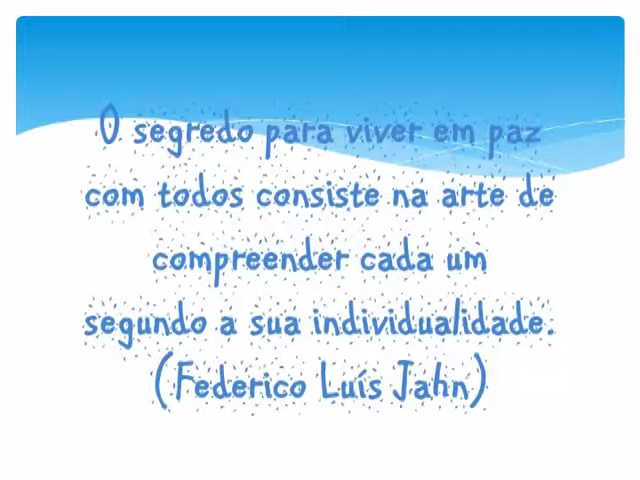 O segredo para viver em paz
com todos consiste na arte de
compreender cada um
segundo a sua individualidade.
(Federico Luís Jahn)